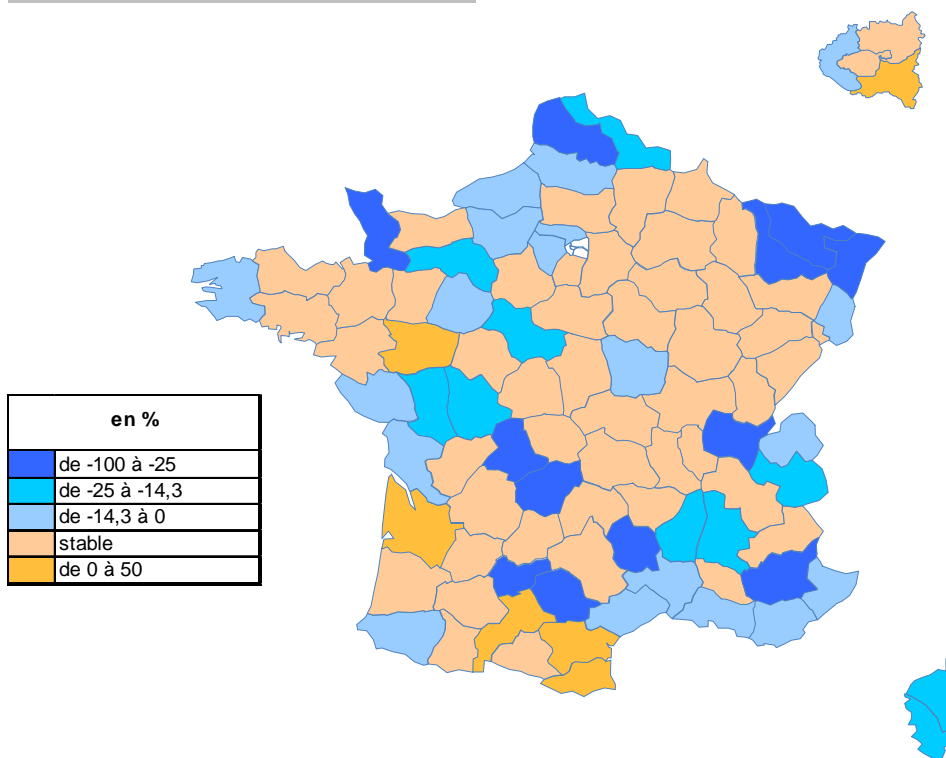 en %
de -100 à -25
de -25 à -14,3
de -14,3 à 0
stable
de 0 à 50